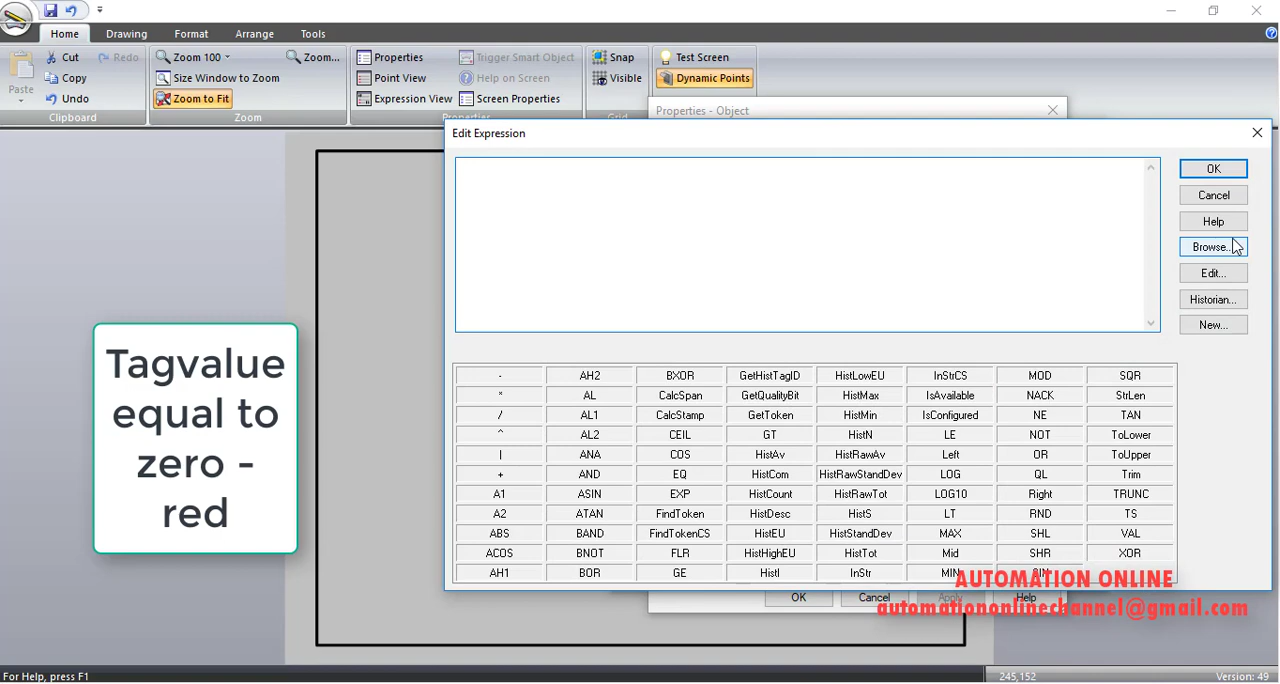 Home
Drawing
Format
Arrange
Tools
Paste
Cut
Redo
Copy
Undo
Clipboard
Zoom 100
Zoom...
Size Window to Zoom
Zoom to Fit
Zoom
Properties
Trigger Smart Object
Point View
Help on Screen
Expression View
Screen Properties
Properties
Snap
Visible
Grid
Test Screen
Dynamic Points
Properties - Object
Edit Expression
OK
Cancel
Help
Browse...
Edit...
Historian...
New...
Tagvalue
equal to
zero -
red
- AH2 BXOR GetHistTagID HistLowEU InStrCS MOD SQR
* AL CalcSpan GetQualityBit HistMax IsAvailable NACK StrLen
/ AL1 CalcStamp GetToken HistMin IsConfigured NE TAN
^ AL2 CEIL GT HistN LE NOT ToLower
| ANA COS HistAv HistRawAv Left OR ToUpper
+ AND EQ HistCom HistRawStandDev LOG QL Trim
A1 ASIN EXP HistCount HistRawTot LOG10 Right TRUNC
A2 ATAN FindToken HistDesc HistS LT RND TS
ABS BAND FindTokenCS HistEU HistStandDev MAX SHL VAL
ACOS BNOT FLR HistHighEU HistTot Mid SHR XOR
AH1 BOR GE HistI InStr MIN SIN
AUTOMATION ONLINE
automationonlinechannel@gmail.com
OK
Cancel
Apply
Help
For Help, press F1
245,152
Version: 49